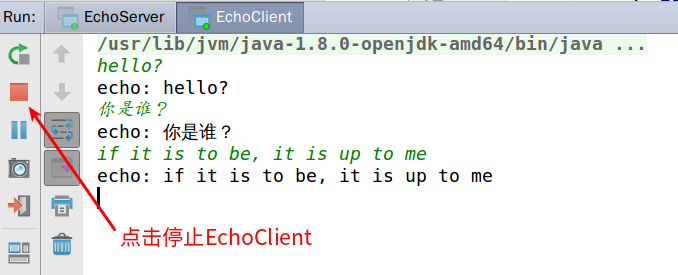 Run: EchoServer EchoClient
/usr/lib/jvm/java-1.8.0-openjdk-amd64/bin/java ...
hello?
echo: hello?
你是谁？
echo: 你是谁？
if it is to be, it is up to me
echo: if it is to be, it is up to me
点击停止EchoClient